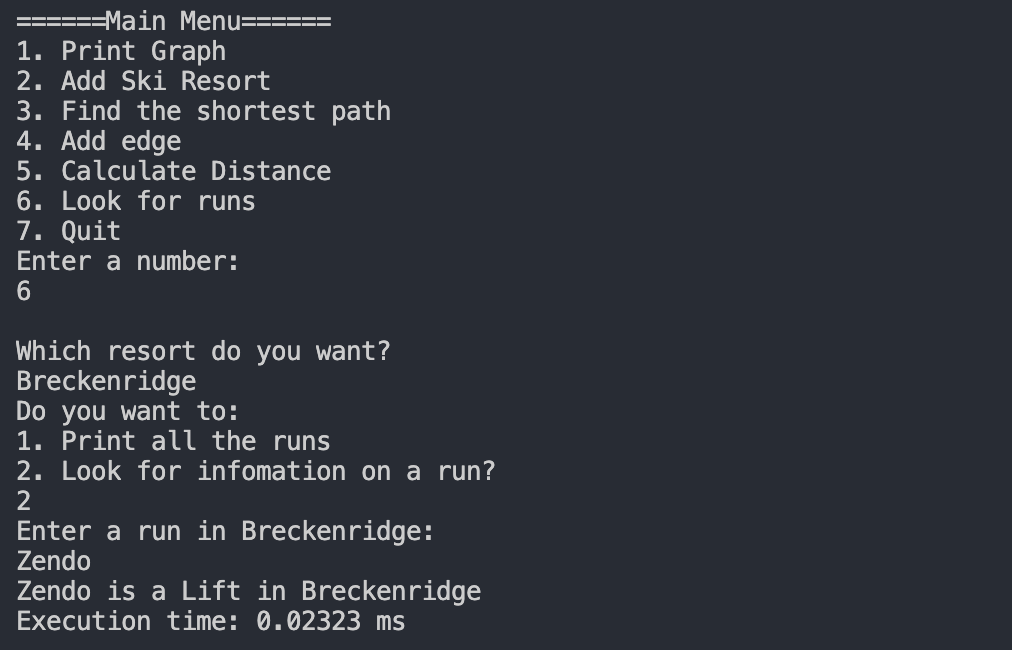 ======Main Menu======
1. Print Graph
2. Add Ski Resort
3. Find the shortest path
4. Add edge
5. Calculate Distance
6. Look for runs
7. Quit
Enter a number:
6
Which resort do you want?
Breckenridge
Do you want to:
1. Print all the runs
2. Look for infomation on a run?
2
Enter a run in Breckenridge:
Zendo
Zendo is a Lift in Breckenridge
Execution time: 0.02323 ms